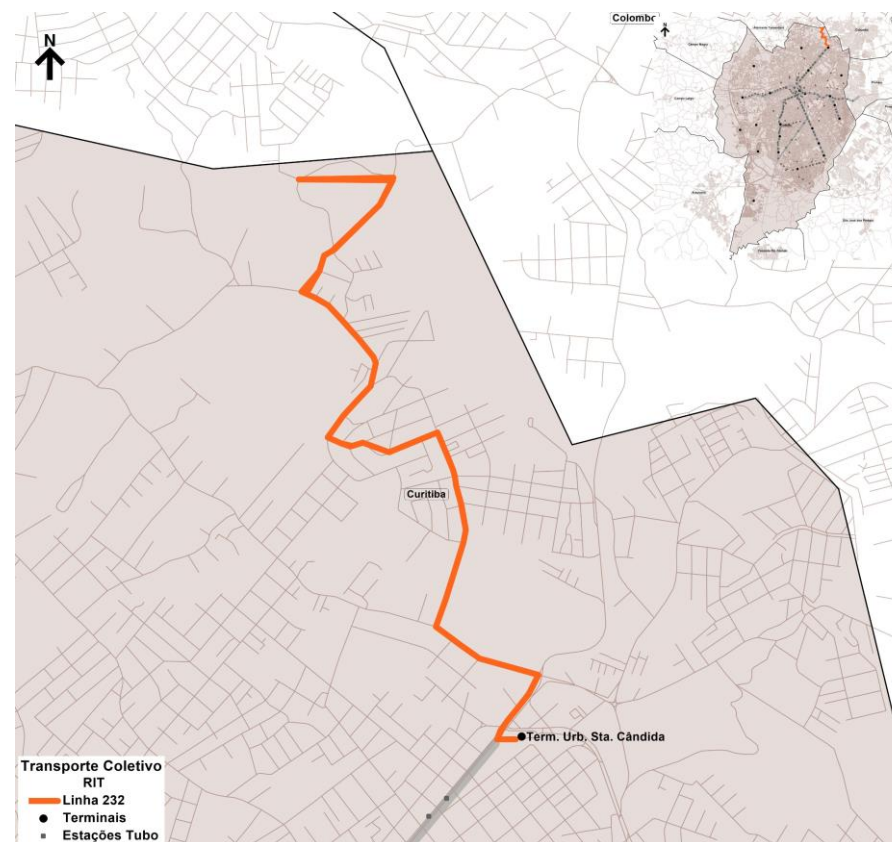 N
Colombo
N
Curitiba
Term. Urb. Sta. Cândida
Transporte Coletivo
RIT
Linha 232
Terminais
Estações Tubo